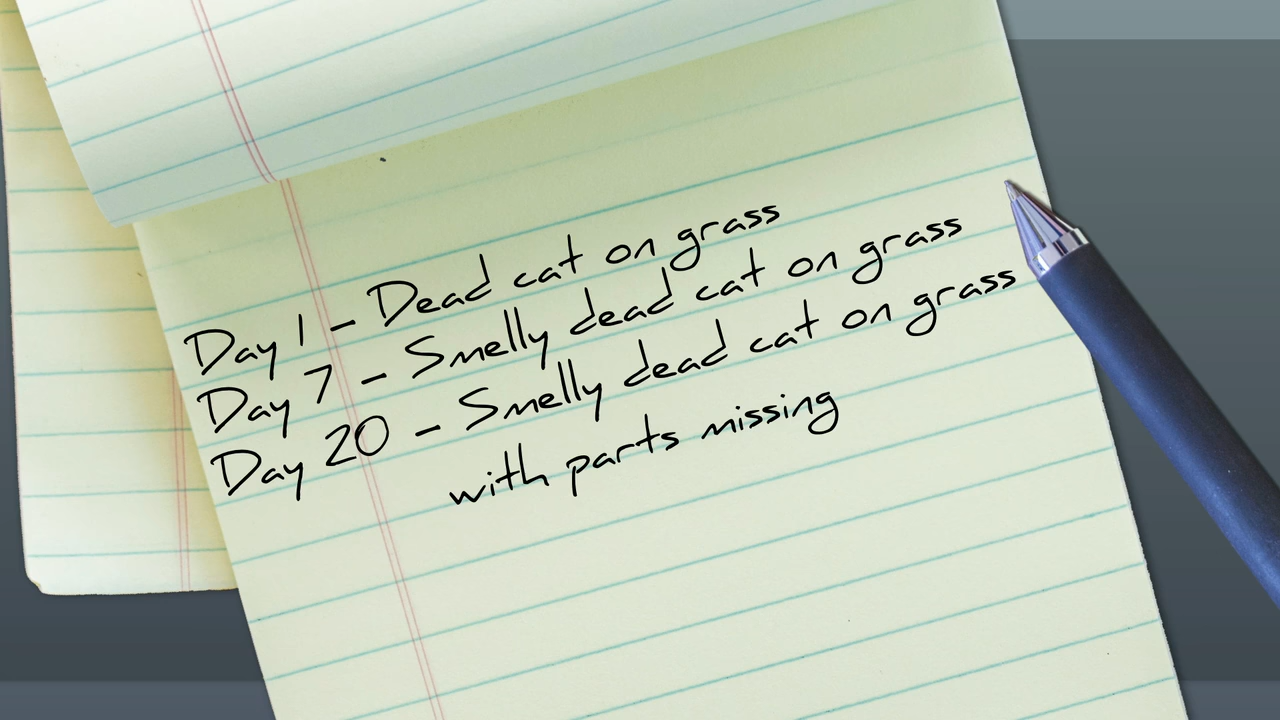 Day 1 - Dead cat on grass
Day 7 - Smelly dead cat on grass
Day 20 - Smelly dead cat on grass
with parts missing